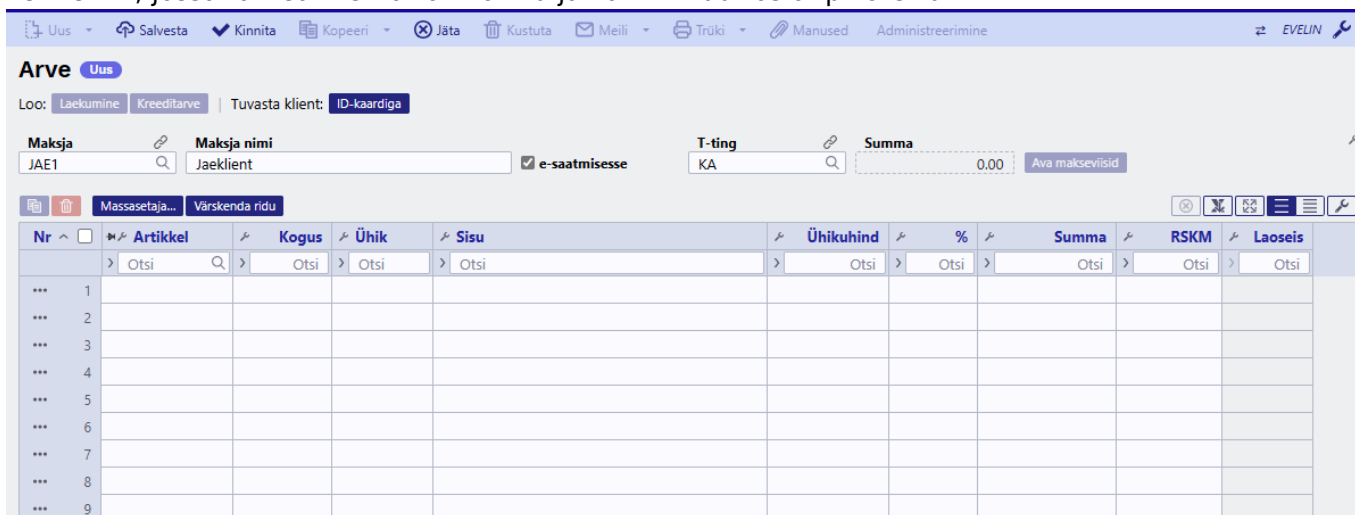 Uus Salvesta Kinnita Kopeeri Jäta Kustuta Meili Trüki Manused Administreerimine EVELIN
Arve Uus
Loo: Laekumine Kreeditarve | Tuvasta klient: ID-kaardiga
Maksja Maksja nimi T-ting Summa
JAE1 Jaeklient e-saatmisesse KA 0.00 Ava makseviisid
Massasetaja... Värskenda ridu
Nr Artikkel Kogus Ühik Sisu Ühikuhind % Summa RSKM Laoseis
Otsi Otsi Otsi Otsi Otsi Otsi Otsi Otsi Otsi
1
2
3
4
5
6
7
8
9